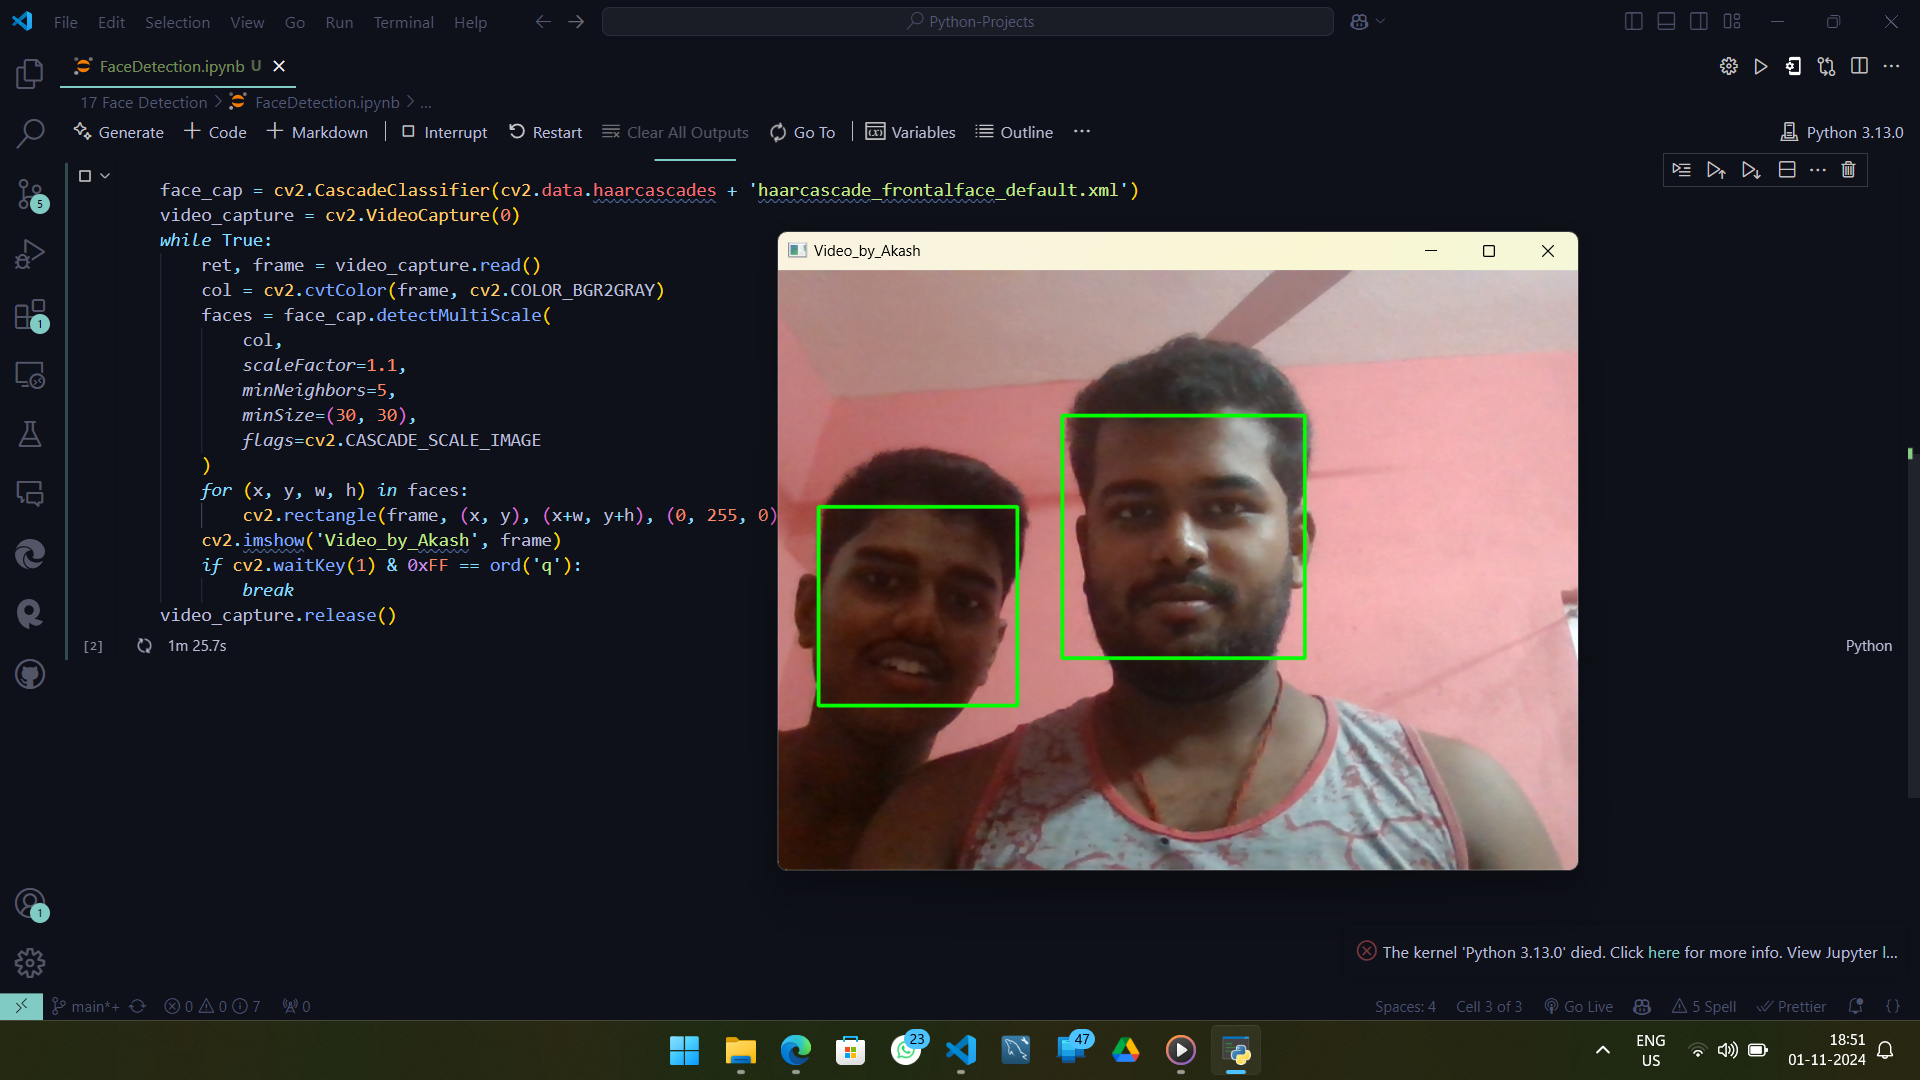 File Edit Selection View Go Run Terminal Help
Python-Projects
FaceDetection.ipynb U
17 Face Detection > FaceDetection.ipynb > ...
Generate + Code + Markdown Interrupt Restart Clear All Outputs Go To Variables Outline ...
Python 3.13.0
face_cap = cv2.CascadeClassifier(cv2.data.haarcascades + 'haarcascade_frontalface_default.xml')
video_capture = cv2.VideoCapture(0)
while True:
    ret, frame = video_capture.read()
    col = cv2.cvtColor(frame, cv2.COLOR_BGR2GRAY)
    faces = face_cap.detectMultiScale(
        col,
        scaleFactor=1.1,
        minNeighbors=5,
        minSize=(30, 30),
        flags=cv2.CASCADE_SCALE_IMAGE
    )
    for (x, y, w, h) in faces:
        cv2.rectangle(frame, (x, y), (x+w, y+h), (0, 255, 0)
    cv2.imshow('Video_by_Akash', frame)
    if cv2.waitKey(1) & 0xFF == ord('q'):
        break
video_capture.release()
[2] 1m 25.7s
Python
Video_by_Akash
5
1
1
The kernel 'Python 3.13.0' died. Click here for more info. View Jupyter l...
main*+ 0 0 7 0
Spaces: 4 Cell 3 of 3 Go Live 5 Spell Prettier {}
23
47
ENG
US
18:51
01-11-2024